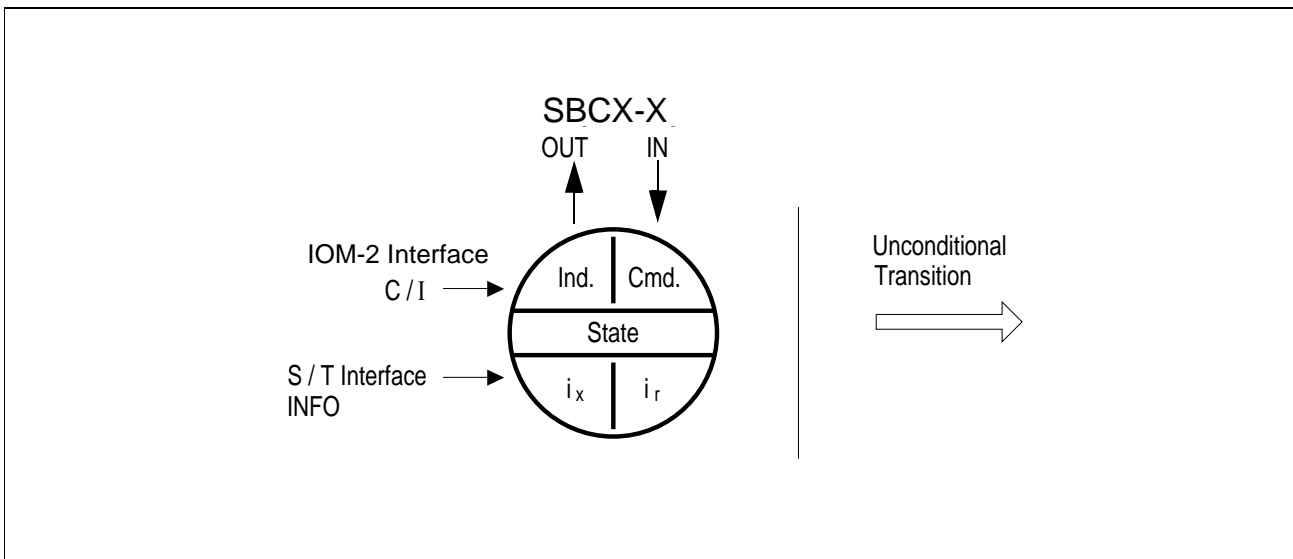 SBCX-X
OUT IN
IOM-2 Interface
C / I
Ind. Cmd.
State
S / T Interface
INFO
i x i r
Unconditional
Transition